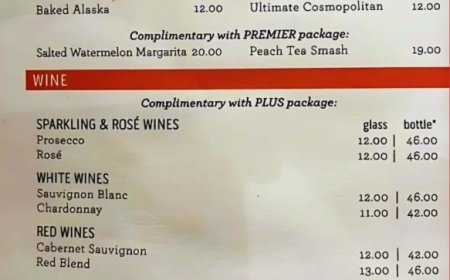 Baked Alaska 12.00 Ultimate Cosmopolitan 12.00
Complimentary with PREMIER package:
Salted Watermelon Margarita 20.00 Peach Tea Smash 19.00
WINE
Complimentary with PLUS package:
SPARKLING & ROSÉ WINES glass bottle*
Prosecco 12.00 | 46.00
Rosé 12.00 | 46.00
WHITE WINES
Sauvignon Blanc 12.00 | 46.00
Chardonnay 11.00 | 42.00
RED WINES
Cabernet Sauvignon 12.00 | 42.00
Red Blend 13.00 | 46.00